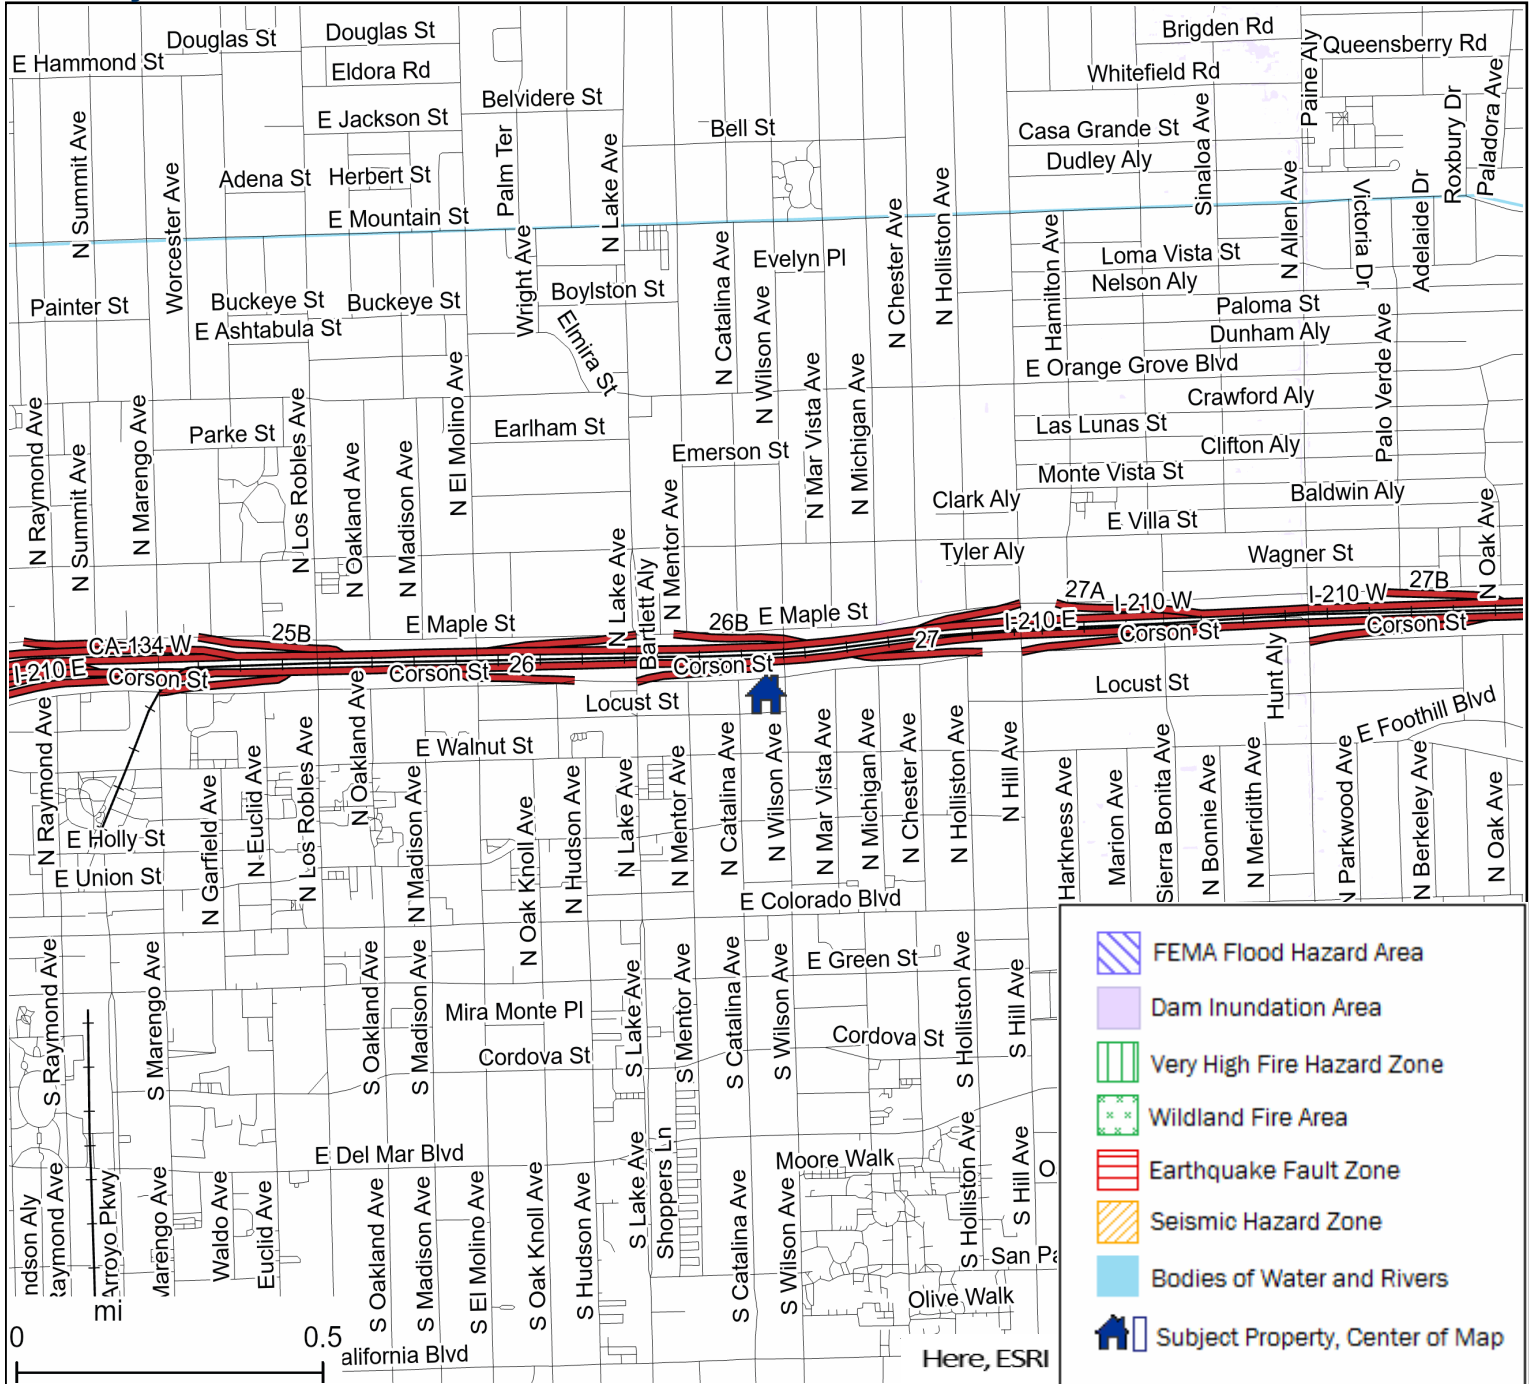 Douglas St
Douglas St
Brigden Rd
Queensberry Rd
E Hammond St
Eldora Rd
Whitefield Rd
Paine Aly
Paladora Ave
Belvidere St
E Jackson St
Bell St
Casa Grande St
Sinaloa Ave
Roxbury Dr
N Summit Ave
Palm Ter
N Lake Ave
Dudley Aly
Worcester Ave
Adena St
Herbert St
N Holliston Ave
N Allen Ave
Victoria Dr
Adelaide Dr
E Mountain St
N Chester Ave
Hamilton Ave
Wright Ave
N Catalina Ave
Evelyn Pl
Loma Vista St
Nelson Aly
Painter St
Buckeye St
Buckeye St
Boylston St
N Wilson Ave
Paloma St
E Ashtabula St
Elmira St
Dunham Aly
Palo Verde Ave
E Orange Grove Blvd
N El Molino Ave
N Mar Vista Ave
N Michigan Ave
Crawford Aly
N Raymond Ave
N Marengo Ave
N Los Robles Ave
Parke St
Earlham St
Las Lunas St
Clifton Aly
N Summit Ave
N Oakland Ave
N Madison Ave
Emerson St
Monte Vista St
N Mentor Ave
Clark Aly
Baldwin Aly
E Villa St
N Oak Ave
N Lake Ave
Bartlett Aly
Tyler Aly
Wagner St
27A
I-210 W
I-210 W
27B
E Maple St
26B
E Maple St
25B
CA-134 W
I-210 E
Corson St
Corson St
27
I-210 E
Corson St
Corson St
26
Corson St
Locust St
Locust St
Hunt Aly
E Foothill Blvd
N Raymond Ave
N Oakland Ave
E Walnut St
N Los Robles Ave
N Euclid Ave
N Garfield Ave
N Madison Ave
N Oak Knoll Ave
N Hudson Ave
N Lake Ave
N Mentor Ave
N Catalina Ave
N Wilson Ave
N Mar Vista Ave
N Michigan Ave
N Chester Ave
N Holliston Ave
N Hill Ave
Harkness Ave
Marion Ave
Sierra Bonita Ave
N Bonnie Ave
N Meridith Ave
N Parkwood Ave
N Berkeley Ave
N Oak Ave
E Holly St
E Union St
E Colorado Blvd
S Raymond Ave
S Marengo Ave
S Oakland Ave
S Madison Ave
S Lake Ave
S Mentor Ave
S Catalina Ave
S Wilson Ave
E Green St
S Holliston Ave
S Hill Ave
Mira Monte Pl
Cordova St
Cordova St
E Del Mar Blvd
Moore Walk
S Lake Ave
Shoppers Ln
S Holliston Ave
S Hill Ave
O
ndson Aly
Raymond Ave
Arroyo Pkwy
Marengo Ave
Waldo Ave
Euclid Ave
S Oakland Ave
S Madison Ave
S El Molino Ave
S Oak Knoll Ave
S Hudson Ave
S Catalina Ave
S Wilson Ave
San Pa
Olive Walk
alifornia Blvd
mi.
0
0.5
Here, ESRI
FEMA Flood Hazard Area
Dam Inundation Area
Very High Fire Hazard Zone
Wildland Fire Area
Earthquake Fault Zone
Seismic Hazard Zone
Bodies of Water and Rivers
Subject Property, Center of Map